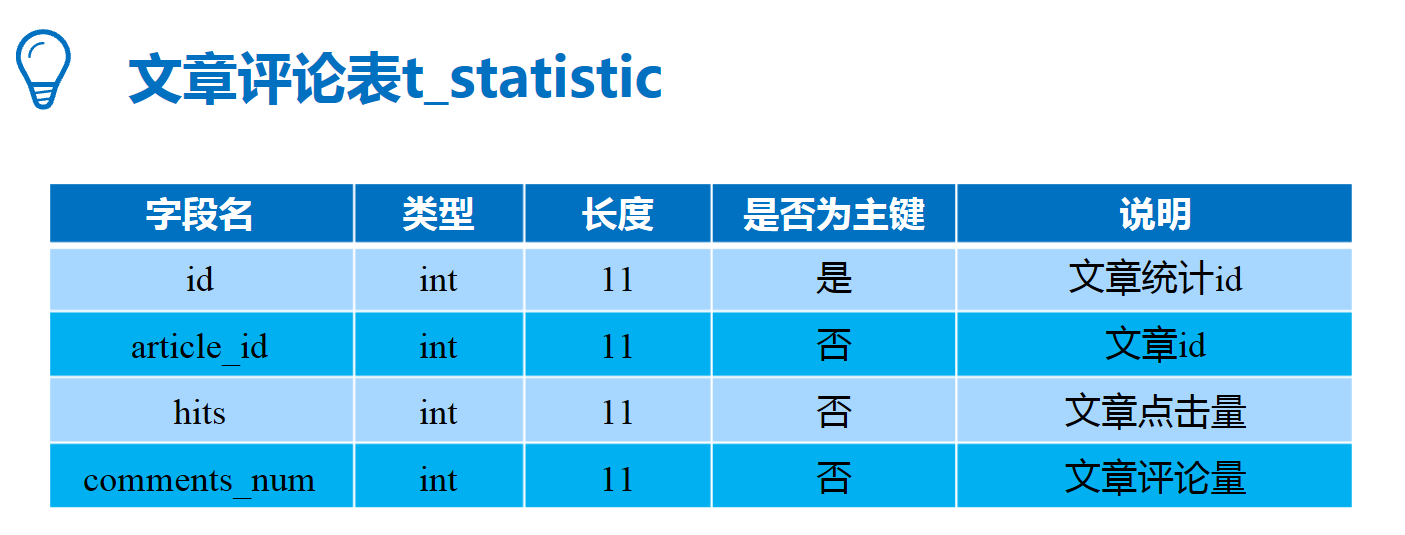 文章评论表t_statistic
字段名 类型 长度 是否为主键 说明
id int 11 是 文章统计id
article_id int 11 否 文章id
hits int 11 否 文章点击量
comments_num int 11 否 文章评论量